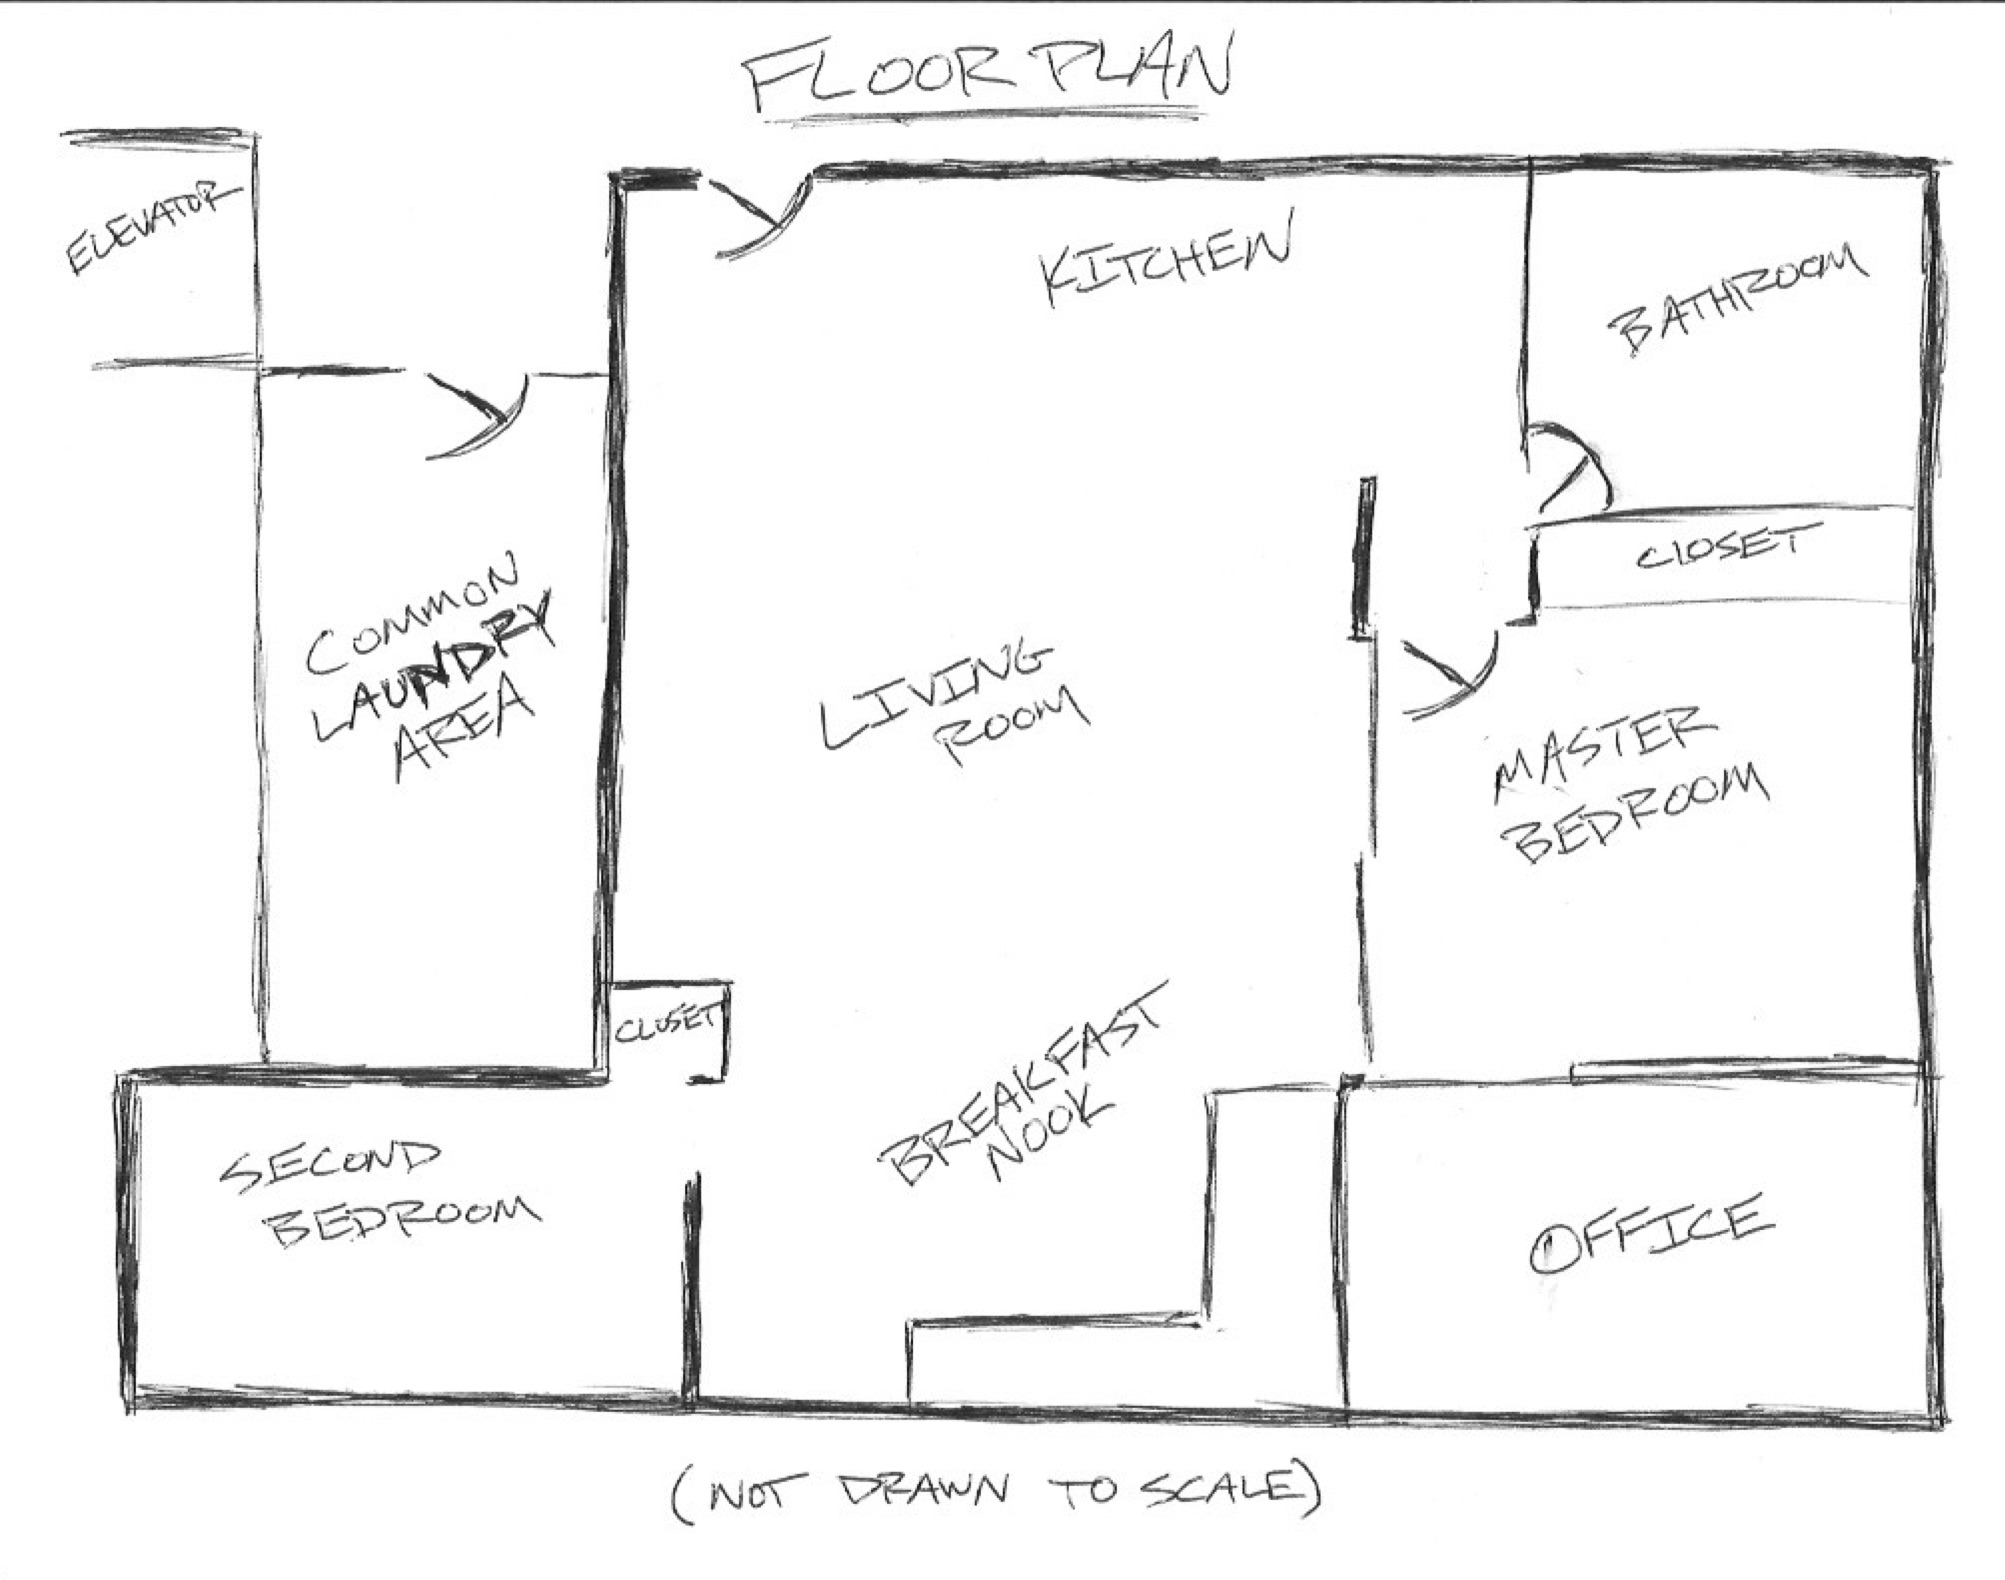 FLOOR PLAN
ELEVATOR
KITCHEN
BATHROOM
CLOSET
COMMON
LAUNDRY
AREA
LIVING
ROOM
MASTER
BEDROOM
CLOSET
BREAKFAST
NOOK
SECOND
BEDROOM
OFFICE
(NOT DRAWN TO SCALE)